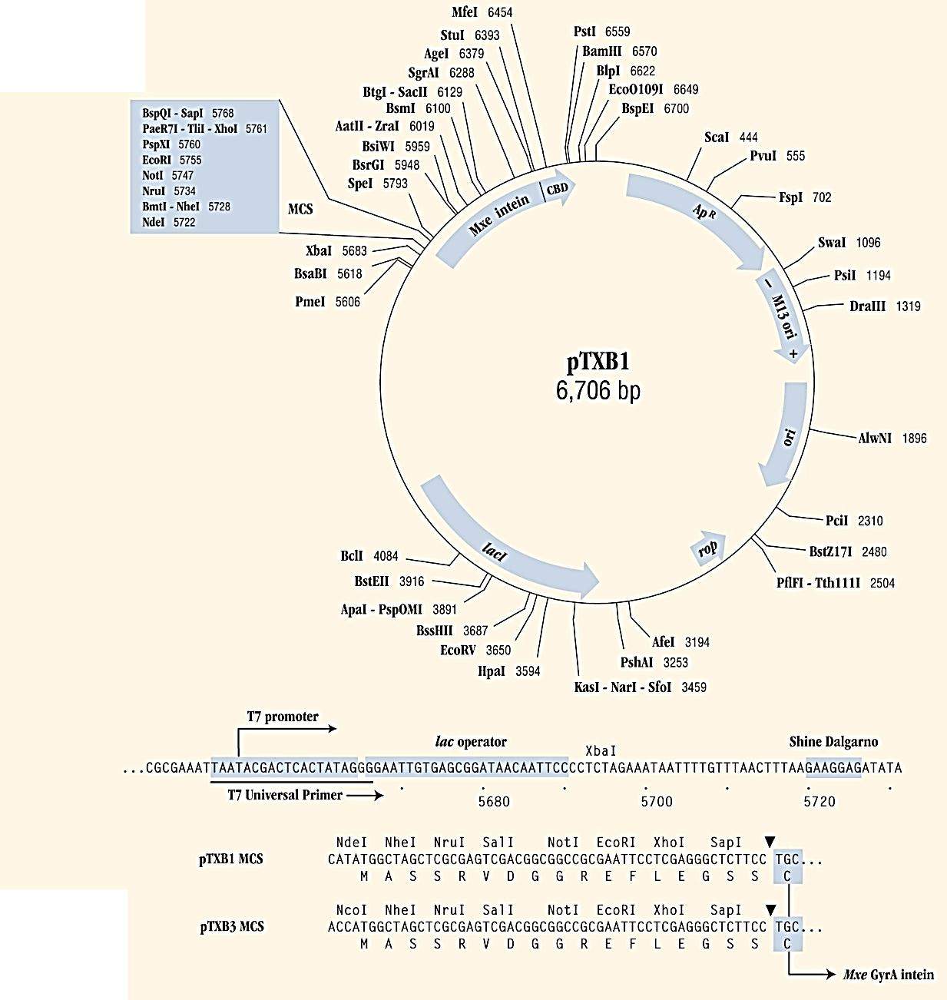 MfeI 6454
StuI 6393
AgeI 6379
SgrAI 6288
BtgI - SacII 6129
BsmI 6100
AatII - ZraI 6019
BsiWI 5959
BsrGI 5948
SpeI 5793
PstI 6559
BamHI 6570
BlpI 6622
EcoO109I 6649
BspEI 6700
ScaI 444
PvuI 555
FspI 702
SwaI 1096
PsiI 1194
DraIII 1319
AlwNI 1896
PciI 2310
BstZ17I 2480
PflFI - Tth111I 2504
AfeI 3194
PshAI 3253
KasI - NarI - SfoI 3459
HpaI 3594
EcoRV 3650
BssHII 3687
ApaI - PspOMI 3891
BstEII 3916
BclI 4084
PmeI 5606
BsaBI 5618
XbaI 5683
MCS
BspQI - SapI 5768
PaeR7I - TliI - XhoI 5761
PspXI 5760
EcoRI 5755
NotI 5747
NruI 5734
BmtI - NheI 5728
NdeI 5722
Mxe intein
CBD
ApR
– M13 ori +
ori
rop
lacI
pTXB1
6,706 bp
T7 promoter
lac operator
XbaI
Shine Dalgarno
...CGCGAAATTAATACGACTCACTATAGGGGAATTGTGAGCGGATAACAATTCCCCTCTAGAAATAATTTTGTTTAACTTTAAGAAGGAGATATA
T7 Universal Primer
5680 5700 5720
NdeI NheI NruI SalI NotI EcoRI XhoI SapI ▼
pTXB1 MCS CATATGGCTAGCTCGCGAGTCGACGGCGGCCGCGAATTCCTCGAGGGCTCTTCC TGC...
M A S S R V D G G R E F L E G S S C
NcoI NheI NruI SalI NotI EcoRI XhoI SapI ▼
pTXB3 MCS ACCATGGCTAGCTCGCGAGTCGACGGCGGCCGCGAATTCCTCGAGGGCTCTTCC TGC...
M A S S R V D G G R E F L E G S S C
Mxe GyrA intein